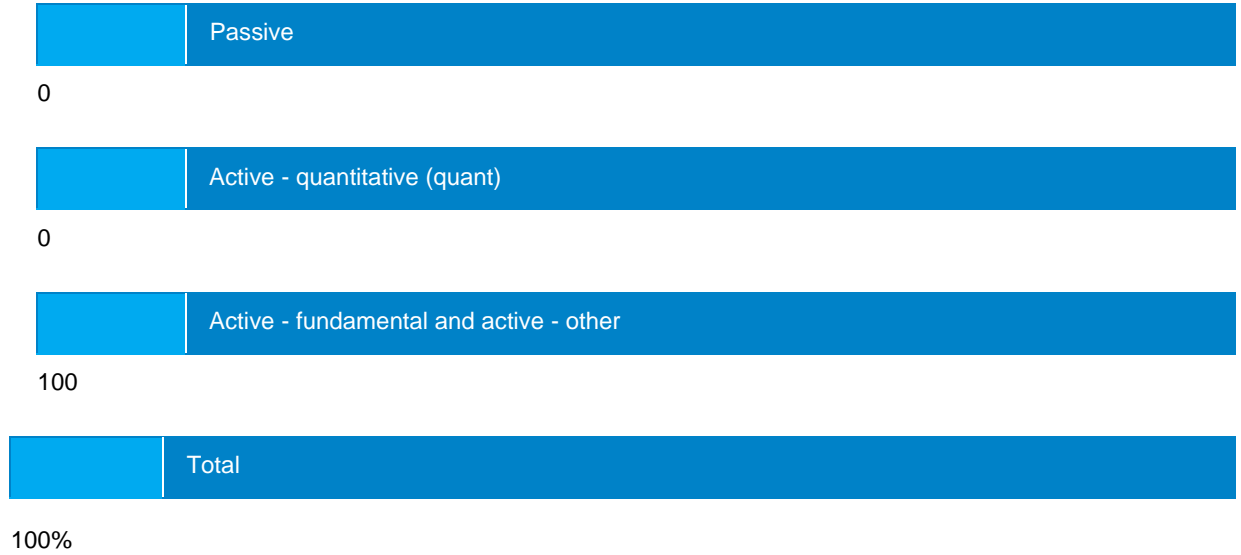 Passive
0
Active - quantitative (quant)
0
Active - fundamental and active - other
100
Total
100%